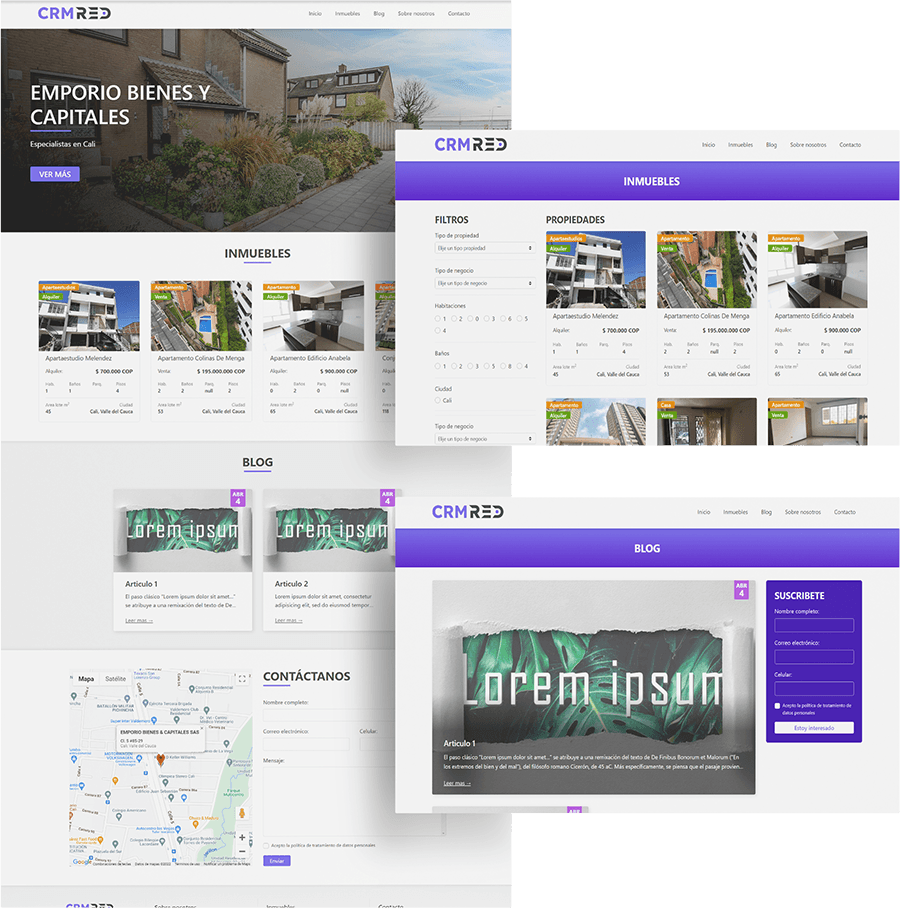 CRMRED
Inicio Inmuebles Blog Sobre nosotros Contacto
EMPORIO BIENES Y
CAPITALES
Especialistas en Cali
VER MÁS
INMUEBLES
Apartaestudios
Alquiler
Apartaestudio Melendez
Alquiler: $ 700.000 COP
Hab. Baños Parq. Pisos
1 1 4
Area lote m² Ciudad
45 Cali, Valle del Cauca
Apartamento
Venta
Apartamento Colinas De Menga
Venta: $ 195.000.000 COP
Hab. Baños Parq. Pisos
2 2 null 2
Area lote m² Ciudad
53 Cali, Valle del Cauca
Apartamento
Alquiler
Apartamento Edificio Anabela
Alquiler: $ 900.000 COP
Hab. Baños Parq. Pisos
0 2 0 null
Area lote m² Ciudad
65 Cali, Valle del Cauca
BLOG
ABR
4
Lorem ipsum
Articulo 1
El paso clásico "Lorem ipsum dolor sit amet..."
se atribuye a una remixación del texto de De...
Leer mas →
ABR
4
Lorem ipsum
Articulo 2
Lorem ipsum dolor sit amet, consectetur
adipisicing elit, sed do eiusmod tempor...
Leer mas →
Mapa Satélite
EMPORIO BIENES & CAPITALES SAS
Cali, Valle del Cauca
Google
CONTÁCTANOS
Nombre completo:
Correo electrónico: Celular:
Mensaje:
Acepto la política de tratamiento de datos personales
Enviar
CRMRED
Sobre nosotros Inmuebles Contacto
CRMRED
Inicio Inmuebles Blog Sobre nosotros Contacto
INMUEBLES
FILTROS
Tipo de propiedad
Elije un tipo propiedad
Tipo de negocio
Elije un tipo de negocio
Habitaciones
1 2 0 3 6 5
4
Baños
1 2 3 5 8 4
Ciudad
Cali
Tipo de negocio
Elije un tipo de negocio
PROPIEDADES
Apartaestudios
Alquiler
Apartaestudio Melendez
Alquiler: $ 700.000 COP
Hab. Baños Parq. Pisos
1 1 4
Area lote m² Ciudad
45 Cali, Valle del Cauca
Apartamento
Venta
Apartamento Colinas De Menga
Venta: $ 195.000.000 COP
Hab. Baños Parq. Pisos
2 2 null 2
Area lote m² Ciudad
53 Cali, Valle del Cauca
Apartamento
Alquiler
Apartamento Edificio Anabela
Alquiler: $ 900.000 COP
Hab. Baños Parq. Pisos
0 2 0 null
Area lote m² Ciudad
65 Cali, Valle del Cauca
Apartamento
Alquiler
Casa
Venta
Apartamento
Venta
CRMRED
Inicio Inmuebles Blog Sobre nosotros Contacto
BLOG
ABR
4
Lorem ipsum
Articulo 1
El paso clásico "Lorem ipsum dolor sit amet..." se atribuye a una remixación del texto de De Finibus Bonorum et Malorum ("En
los extremos del bien y del mal"), del filósofo romano Cicerón, de 45 aC. Más específicamente, se piensa que el pasaje provien...
Leer mas →
ABR
SUSCRIBETE
Nombre completo:
Correo electrónico:
Celular:
Acepto la política de tratamiento de
datos personales
Estoy interesado